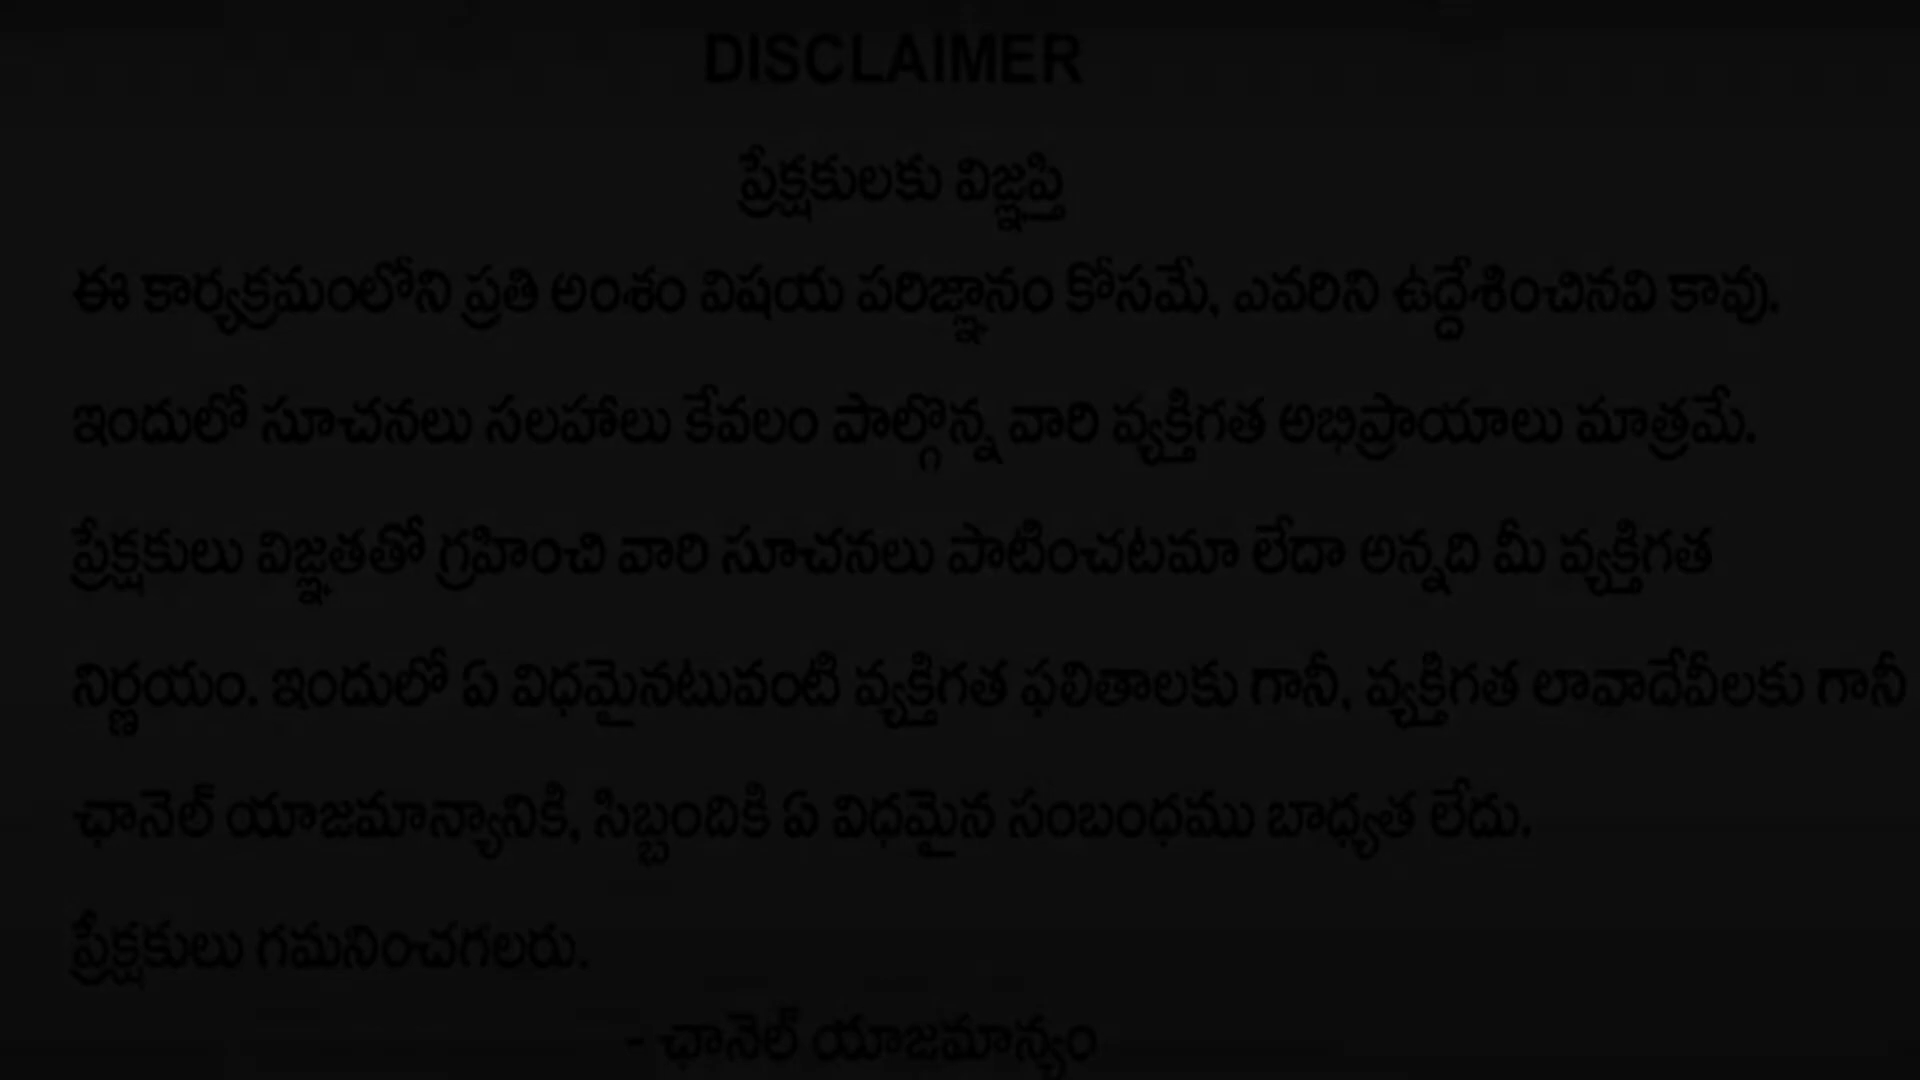 DISCLAIMER
ప్రేక్షకులకు విజ్ఞప్తి
ఈ కార్యక్రమంలోని ప్రతి అంశం విషయ పరిజ్ఞానం కోసమే, ఎవరిని ఉద్దేశించినవి కావు.
ఇందులో సూచనలు సలహాలు కేవలం పాల్గొన్న వారి వ్యక్తిగత అభిప్రాయాలు మాత్రమే.
ప్రేక్షకులు విజ్ఞతతో గ్రహించి వారి సూచనలు పాటించటమా లేదా అన్నది మీ వ్యక్తిగత
నిర్ణయం. ఇందులో ఏ విధమైనటువంటి వ్యక్తిగత ఫలితాలకు గానీ, వ్యక్తిగత లావాదేవీలకు గానీ
ఛానెల్ యాజమాన్యానికి, సిబ్బందికి ఏ విధమైన సంబంధము బాధ్యత లేదు.
ప్రేక్షకులు గమనించగలరు.
- ఛానెల్ యాజమాన్యం